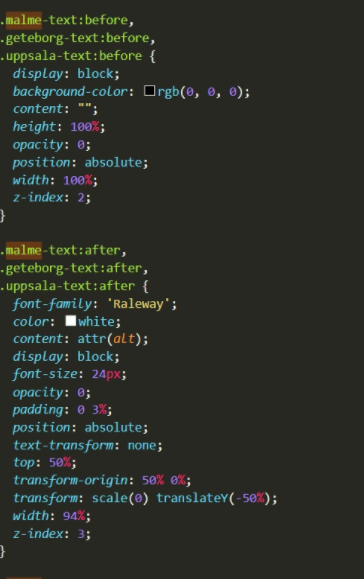 .malme-text:before,
.geteborg-text:before,
.uppsala-text:before {
display: block;
background-color: rgb(0, 0, 0);
content: "";
height: 100%;
opacity: 0;
position: absolute;
width: 100%;
z-index: 2;
}
.malme-text:after,
.geteborg-text:after,
.uppsala-text:after {
font-family: 'Raleway';
color: white;
content: attr(alt);
display: block;
font-size: 24px;
opacity: 0;
padding: 0 3%;
position: absolute;
text-transform: none;
top: 50%;
transform-origin: 50% 0%;
transform: scale(0) translateY(-50%);
width: 94%;
z-index: 3;
}